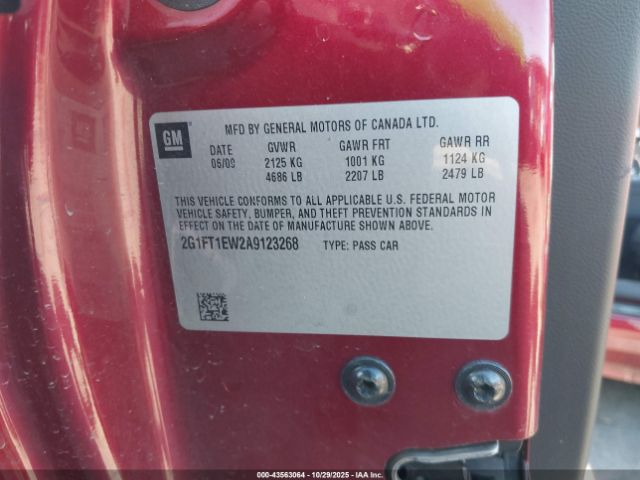 GM
MFD BY GENERAL MOTORS OF CANADA LTD.
DATE GVWR GAWR FRT GAWR RR
06/09 2125 KG 1001 KG 1124 KG
4686 LB 2207 LB 2479 LB
THIS VEHICLE CONFORMS TO ALL APPLICABLE U.S. FEDERAL MOTOR
VEHICLE SAFETY, BUMPER, AND THEFT PREVENTION STANDARDS IN
EFFECT ON THE DATE OF MANUFACTURE SHOWN ABOVE.
2G1FT1EW2A9123268 TYPE: PASS CAR
000-43563064 | 10/29/2025 - IAA Inc.